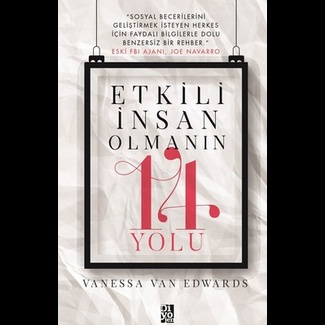 "SOSYAL BECERİLERİNİ
GELİŞTİRMEK İSTEYEN HERKES
İÇİN FAYDALI BİLGİLERLE DOLU
BENZERSİZ BİR REHBER."
ESKİ FBI AJANI, JOE NAVARRO
ETKİLİ
İNSAN
OLMANIN
14
YOLU
VANESSA VAN EDWARDS